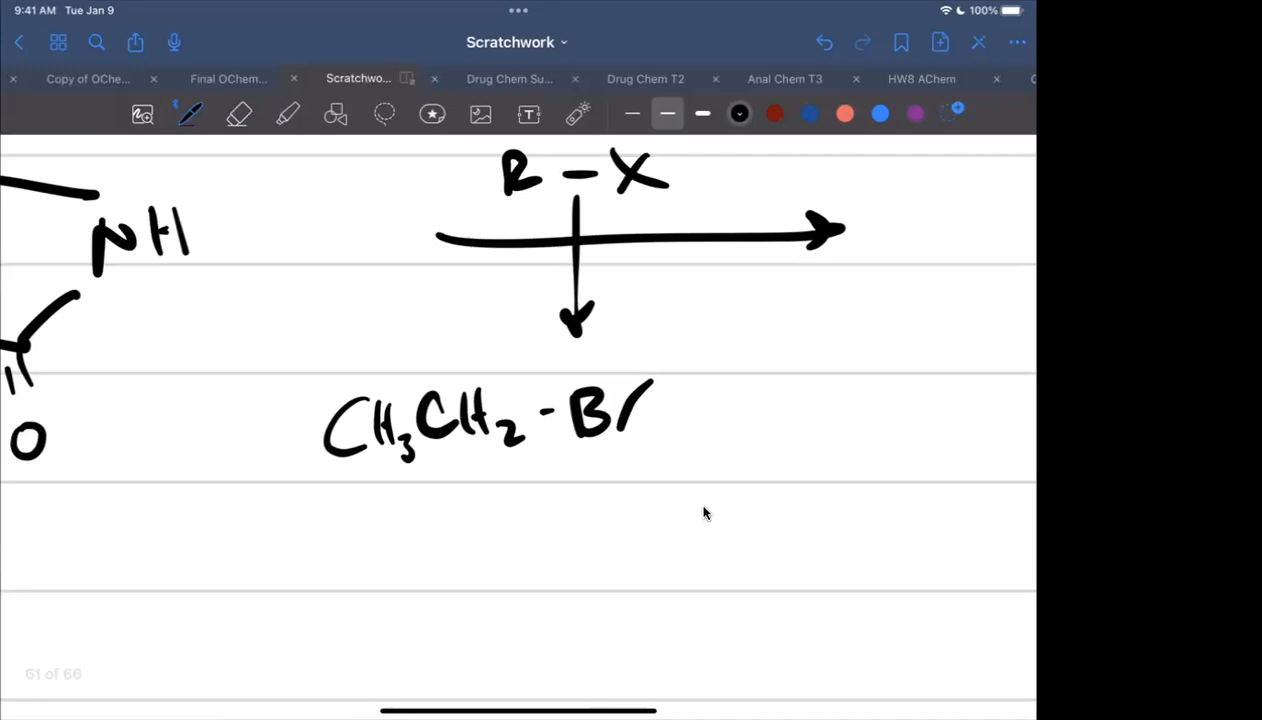 9:41 AM Tue Jan 9
100%
Scratchwork
Copy of OChe...
Final OChem...
Scratchwo...
Drug Chem Su...
Drug Chem T2
Anal Chem T3
HW8 AChem
T
R - X
NH
O
CH3CH2 - Br
61 of 66